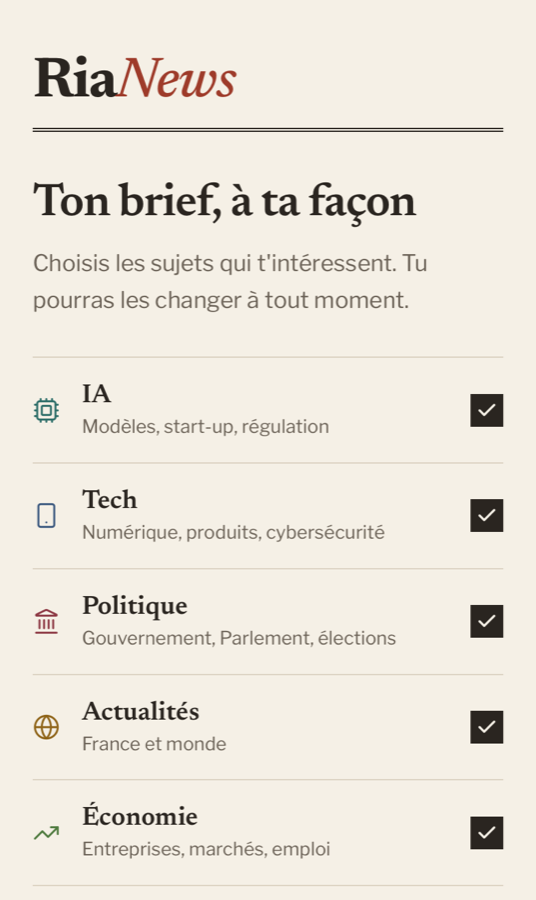 RiaNews
Ton brief, à ta façon
Choisis les sujets qui t'intéressent. Tu
pourras les changer à tout moment.
IA
Modèles, start-up, régulation
Tech
Numérique, produits, cybersécurité
Politique
Gouvernement, Parlement, élections
Actualités
France et monde
Économie
Entreprises, marchés, emploi